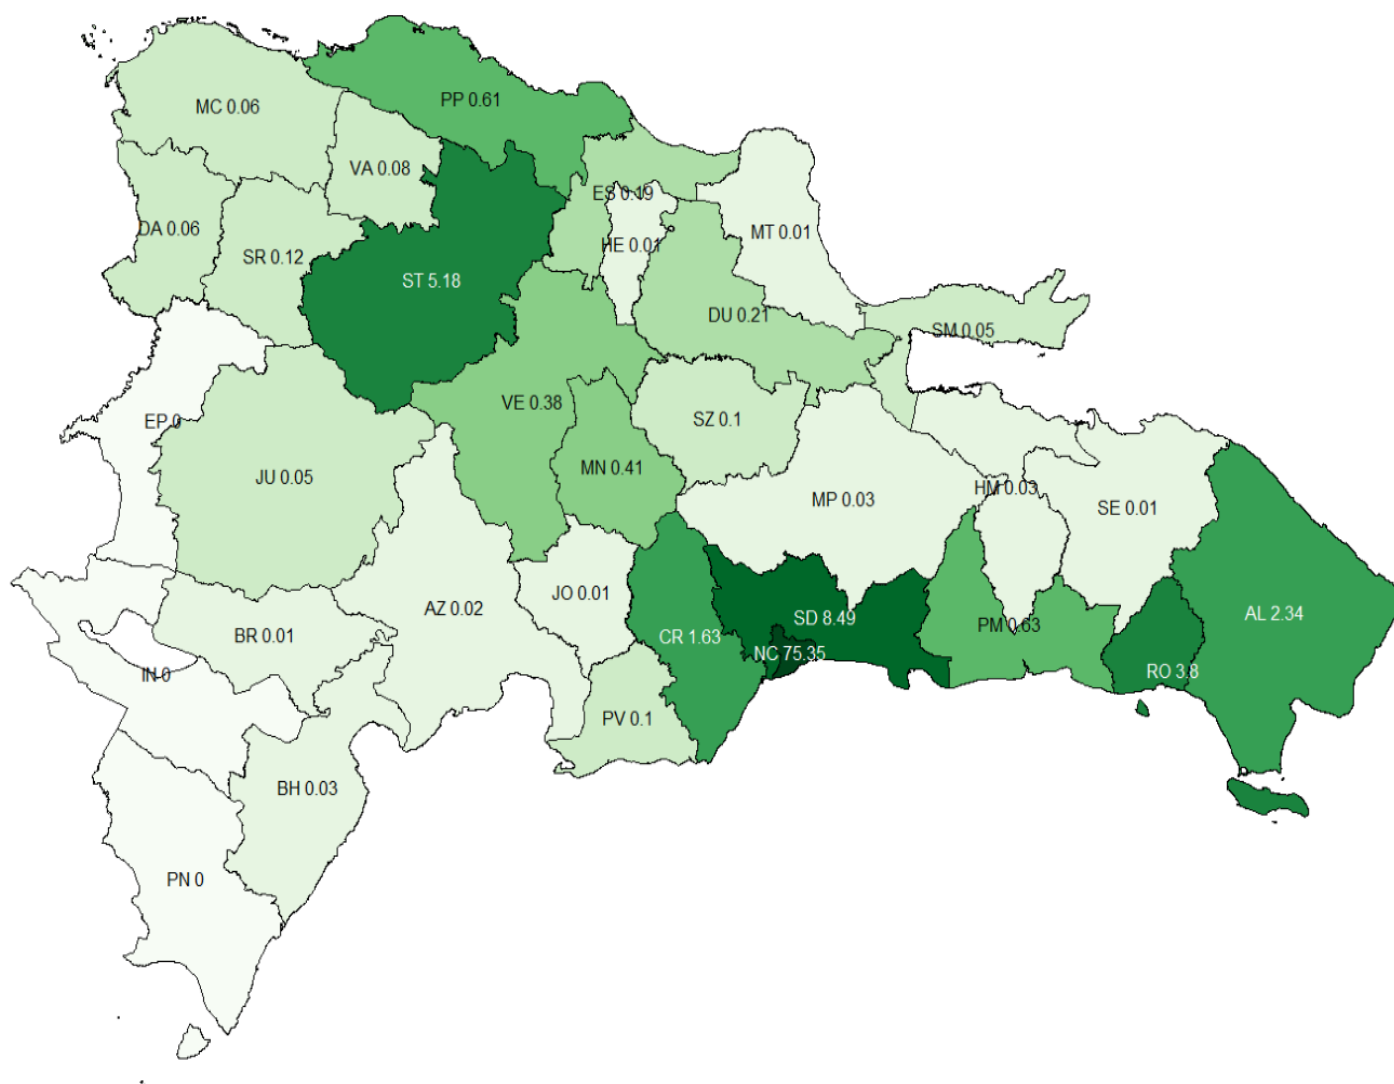 PP 0.61
MC 0.06
VA 0.08
ES 0.19
DA 0.06
MT 0.01
HE 0.01
SR 0.12
ST 5.18
DU 0.21
SM 0.05
VE 0.38
EP 0
SZ 0.1
MN 0.41
JU 0.05
HM 0.03
MP 0.03
SE 0.01
JO 0.01
AZ 0.02
AL 2.34
SD 8.49
PM 0.63
BR 0.01
CR 1.63
NC 75.35
RO 3.8
IN 0
PV 0.1
BH 0.03
PN 0